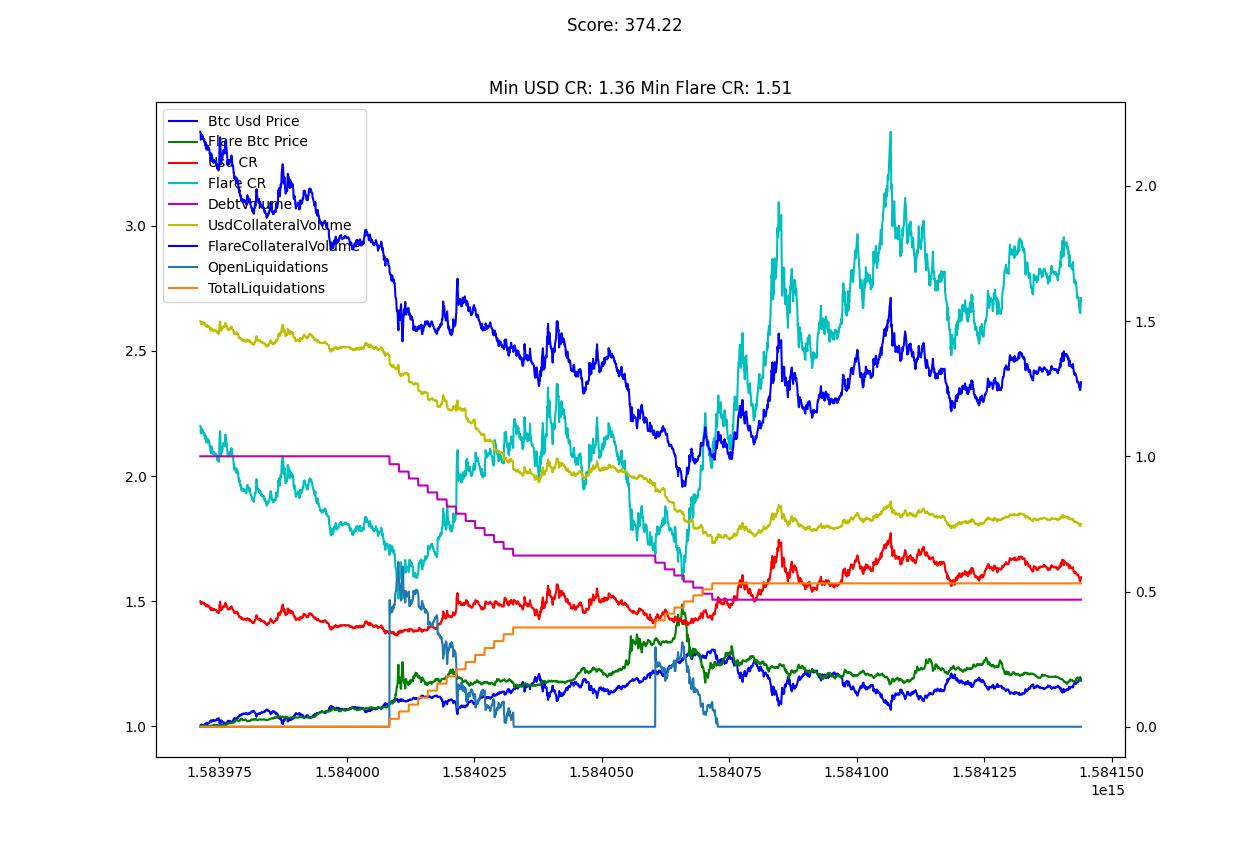 Score: 374.22
Min USD CR: 1.36 Min Flare CR: 1.51
Btc Usd Price
Flare Btc Price
Usd CR
Flare CR
DebtVolume
UsdCollateralVolume
FlareCollateralVolume
OpenLiquidations
TotalLiquidations
3.0
2.5
2.0
1.5
1.0
2.0
1.5
1.0
0.5
0.0
1.583975
1.584000
1.584025
1.584050
1.584075
1.584100
1.584125
1.584150
1e15